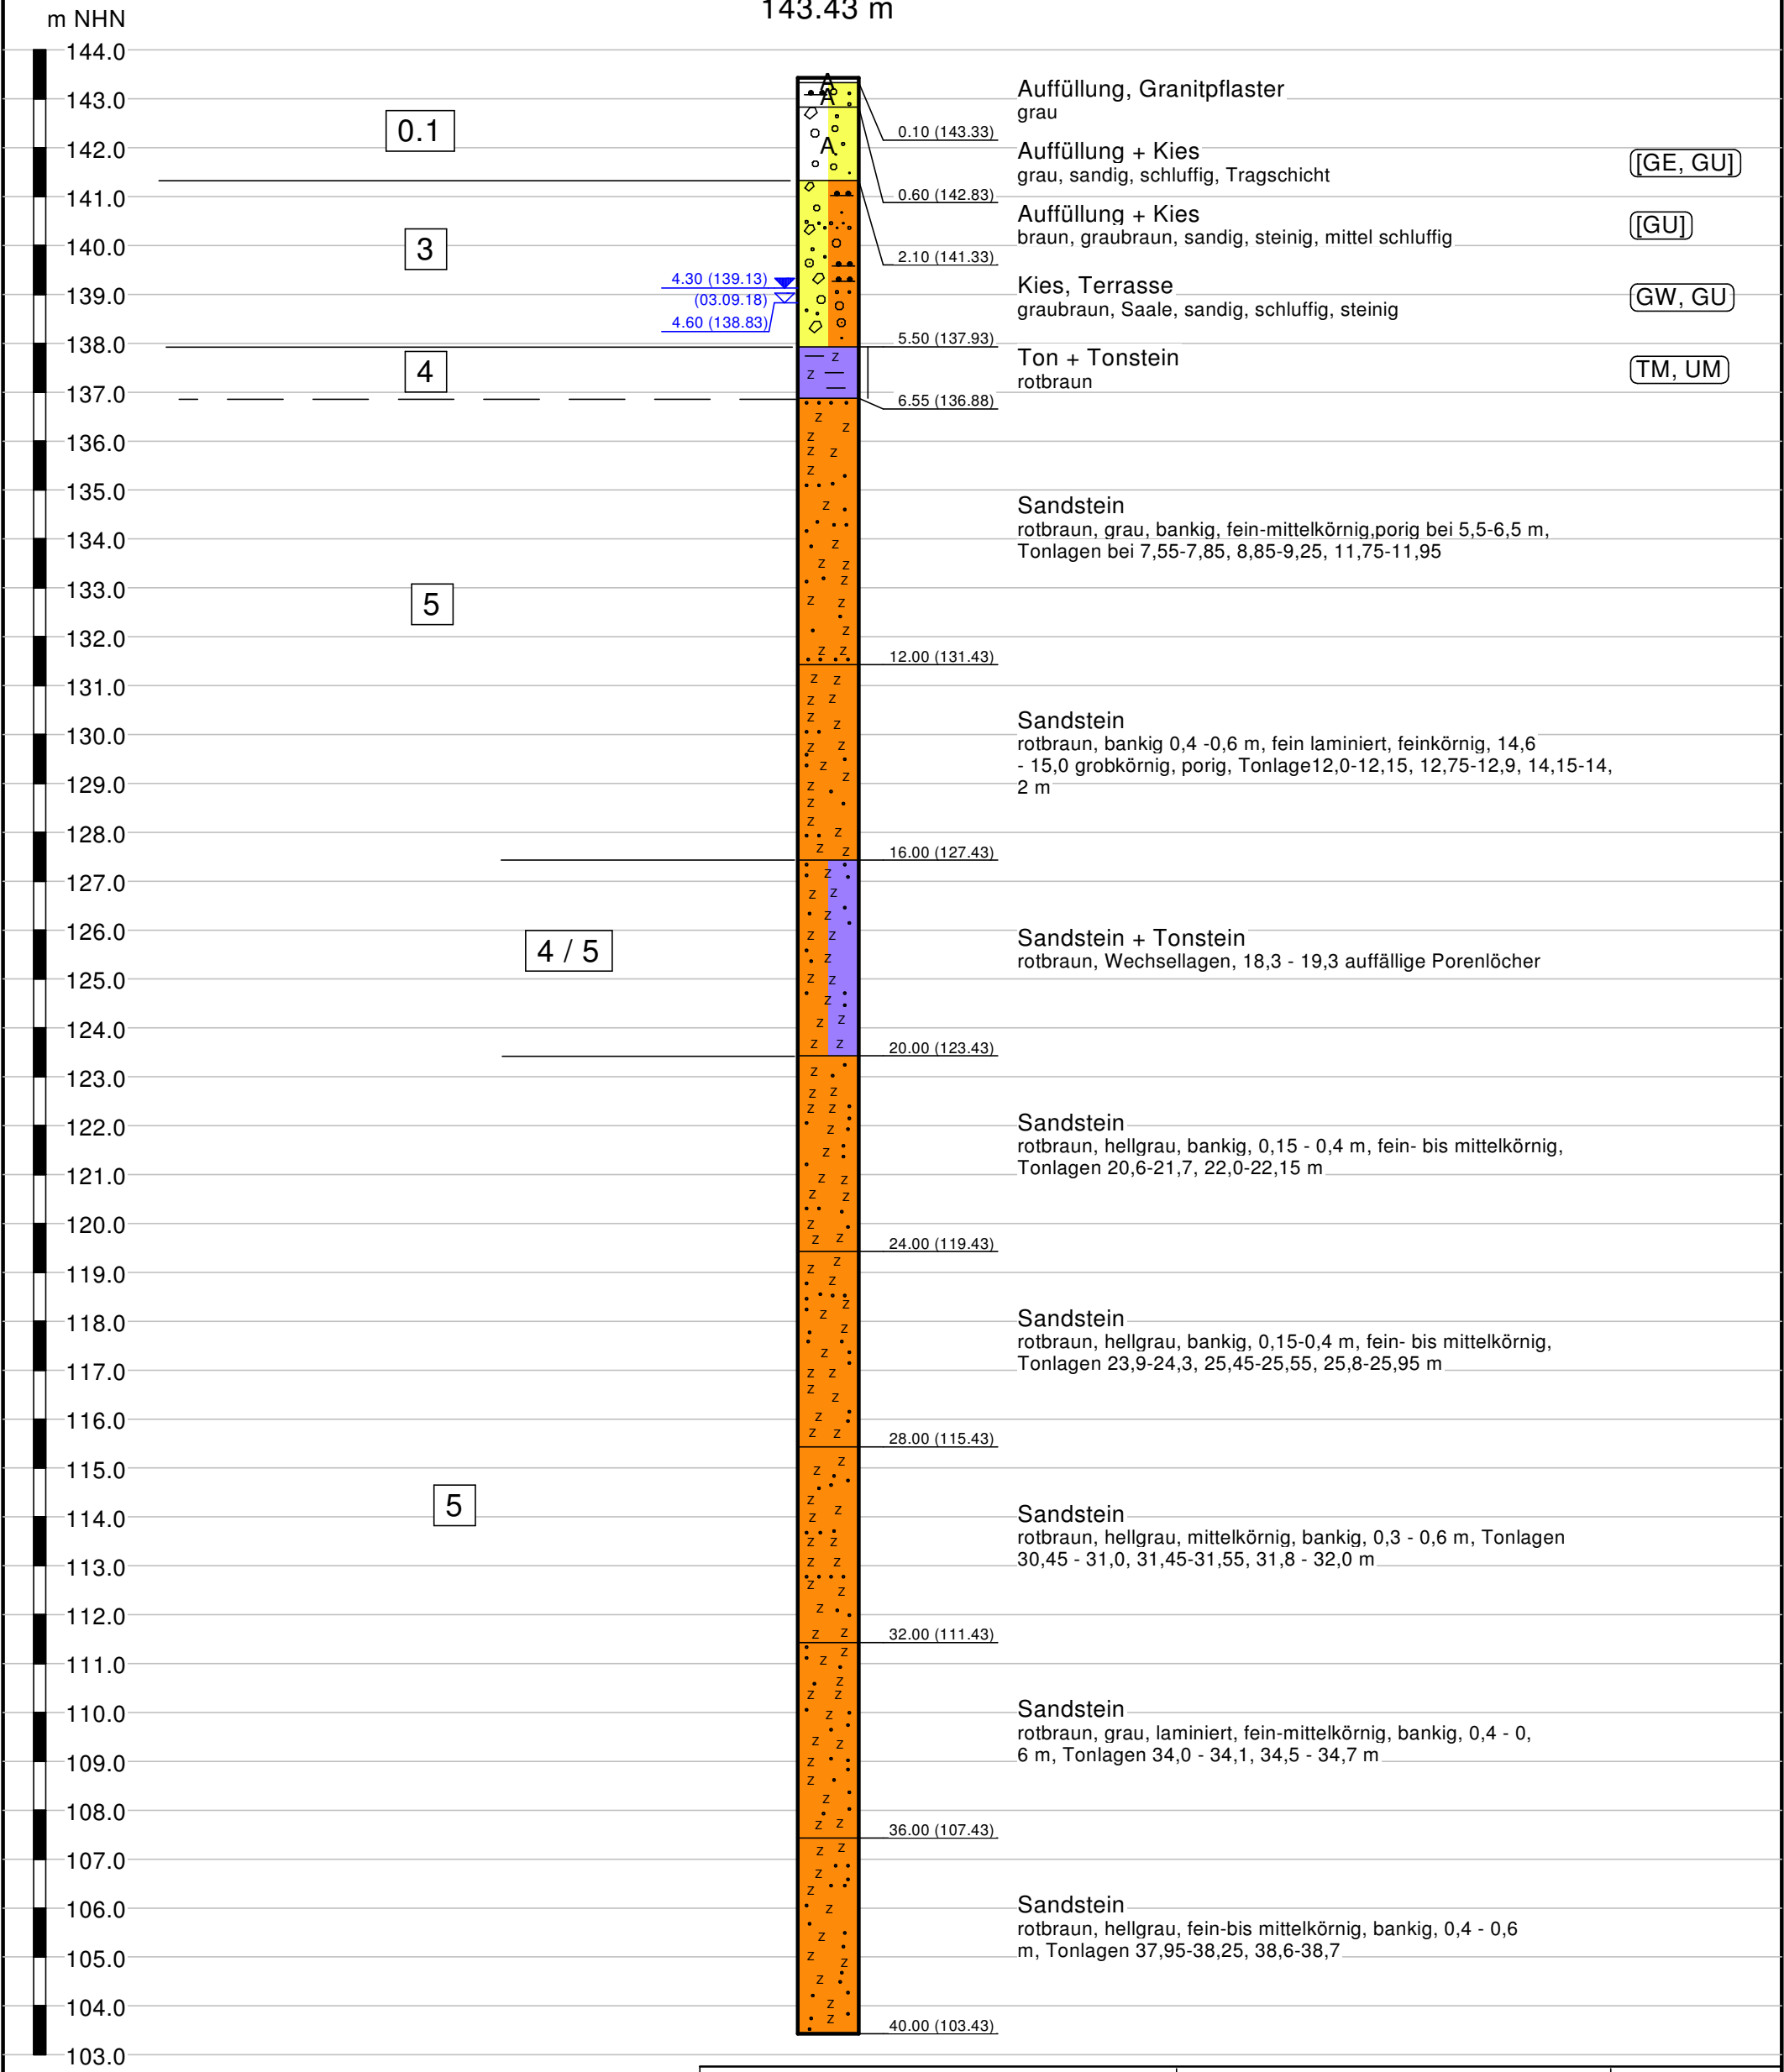 143.43 m
m NHN
144.0
143.0
142.0
141.0
140.0
139.0
138.0
137.0
136.0
135.0
134.0
133.0
132.0
131.0
130.0
129.0
128.0
127.0
126.0
125.0
124.0
123.0
122.0
121.0
120.0
119.0
118.0
117.0
116.0
115.0
114.0
113.0
112.0
111.0
110.0
109.0
108.0
107.0
106.0
105.0
104.0
103.0
0.1
3
4
5
4 / 5
5
4.30 (139.13)
(03.09.18)
4.60 (138.83)
A
A
A
0.10 (143.33)
0.60 (142.83)
2.10 (141.33)
5.50 (137.93)
6.55 (136.88)
12.00 (131.43)
16.00 (127.43)
20.00 (123.43)
24.00 (119.43)
28.00 (115.43)
32.00 (111.43)
36.00 (107.43)
40.00 (103.43)
Auffüllung, Granitpflaster
grau
Auffüllung + Kies
grau, sandig, schluffig, Tragschicht
[GE, GU]
Auffüllung + Kies
braun, graubraun, sandig, steinig, mittel schluffig
[GU]
Kies, Terrasse
graubraun, Saale, sandig, schluffig, steinig
GW, GU
Ton + Tonstein
rotbraun
TM, UM
Sandstein
rotbraun, grau, bankig, fein-mittelkörnig,porig bei 5,5-6,5 m,
Tonlagen bei 7,55-7,85, 8,85-9,25, 11,75-11,95
Sandstein
rotbraun, bankig 0,4 -0,6 m, fein laminiert, feinkörnig, 14,6
- 15,0 grobkörnig, porig, Tonlage12,0-12,15, 12,75-12,9, 14,15-14,
2 m
Sandstein + Tonstein
rotbraun, Wechsellagen, 18,3 - 19,3 auffällige Porenlöcher
Sandstein
rotbraun, hellgrau, bankig, 0,15 - 0,4 m, fein- bis mittelkörnig,
Tonlagen 20,6-21,7, 22,0-22,15 m
Sandstein
rotbraun, hellgrau, bankig, 0,15-0,4 m, fein- bis mittelkörnig,
Tonlagen 23,9-24,3, 25,45-25,55, 25,8-25,95 m
Sandstein
rotbraun, hellgrau, mittelkörnig, bankig, 0,3 - 0,6 m, Tonlagen
30,45 - 31,0, 31,45-31,55, 31,8 - 32,0 m
Sandstein
rotbraun, grau, laminiert, fein-mittelkörnig, bankig, 0,4 - 0,
6 m, Tonlagen 34,0 - 34,1, 34,5 - 34,7 m
Sandstein
rotbraun, hellgrau, fein-bis mittelkörnig, bankig, 0,4 - 0,6
m, Tonlagen 37,95-38,25, 38,6-38,7